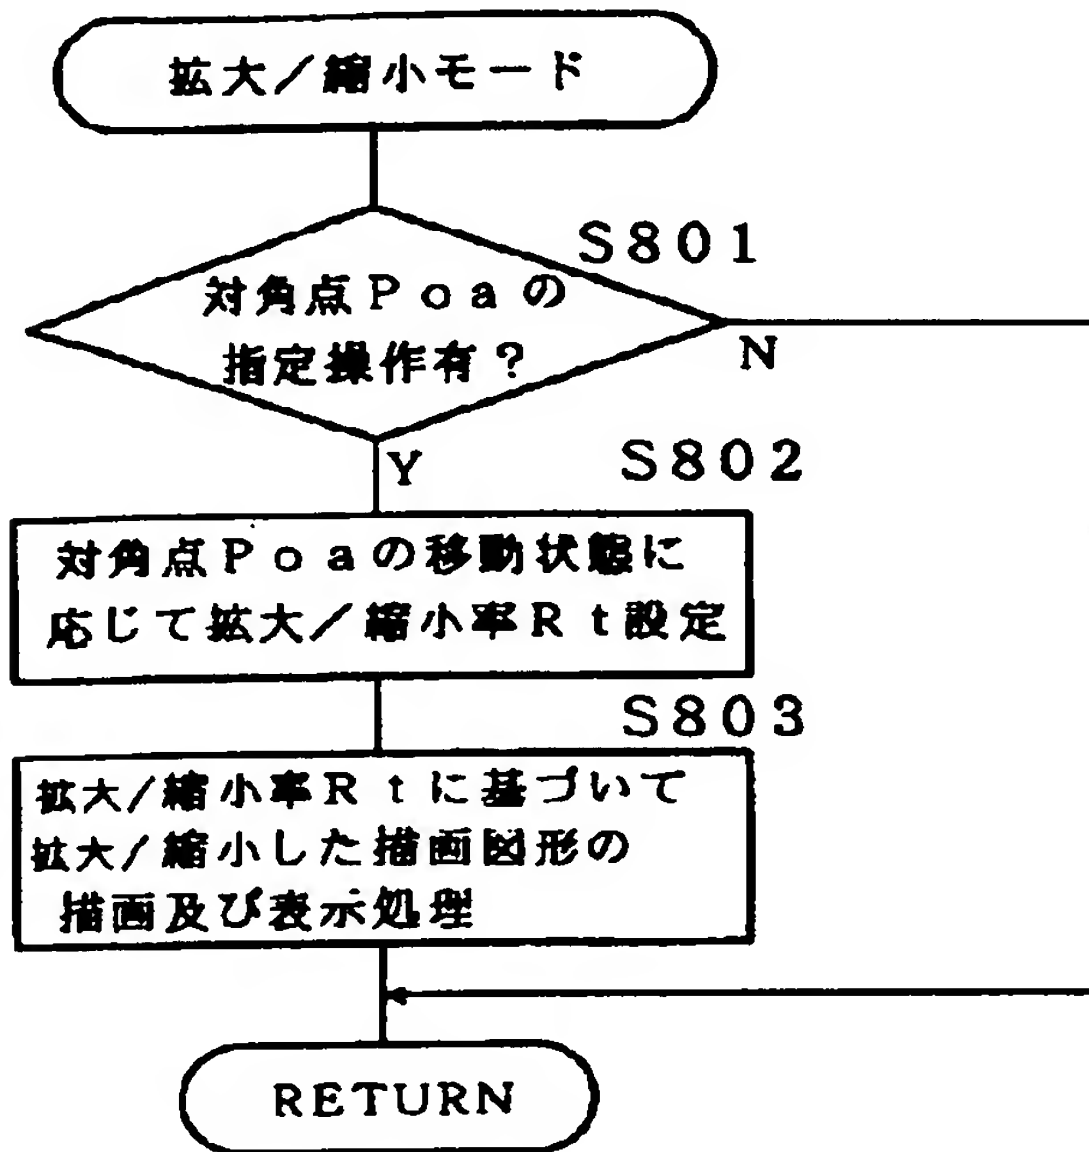 拡大／縮小モード
S801
対角点Poaの
指定操作有？
N
Y
S802
対角点Poaの移動状態に
応じて拡大／縮小率Rt設定
S803
拡大／縮小率Rtに基づいて
拡大／縮小した描画図形の
描画及び表示処理
RETURN